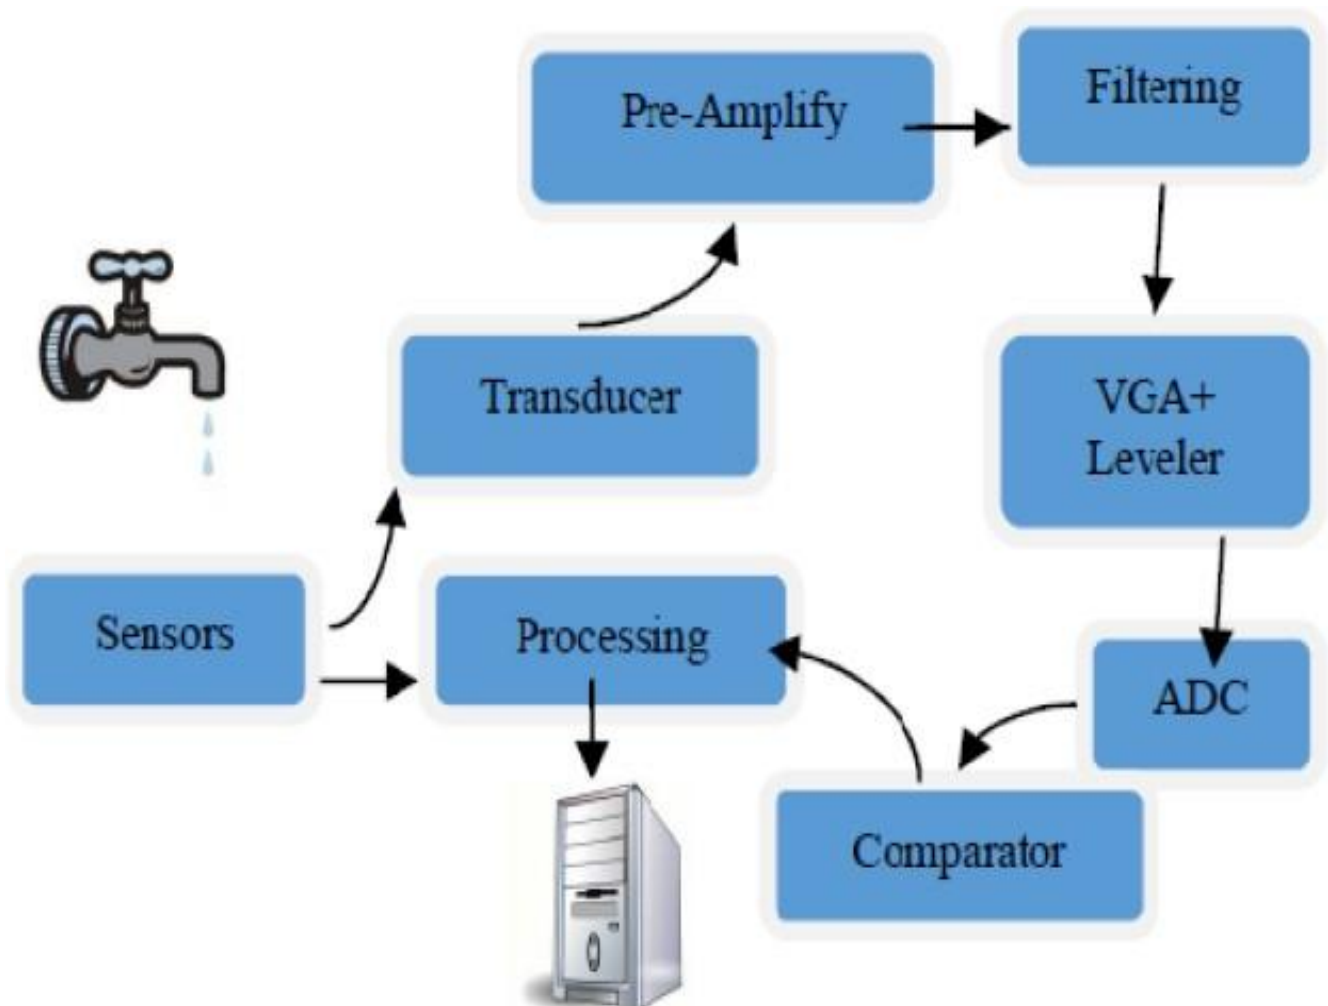 Pre-Amplify
Filtering
Transducer
VGA+
Leveler
Sensors
Processing
ADC
Comparator